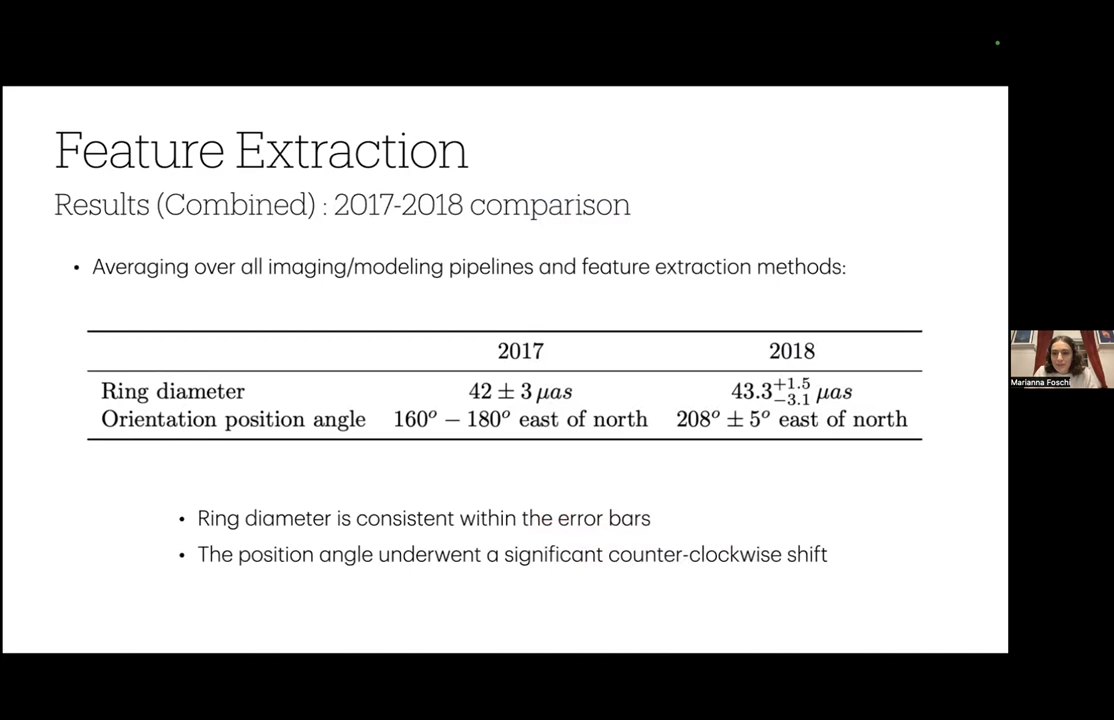 Feature Extraction
Results (Combined) : 2017-2018 comparison
• Averaging over all imaging/modeling pipelines and feature extraction methods:
2017 2018
Ring diameter 42 ± 3 μas 43.3+1.5−3.1 μas
Orientation position angle 160° − 180° east of north 208° ± 5° east of north
• Ring diameter is consistent within the error bars
• The position angle underwent a significant counter-clockwise shift
Marianna Foschi